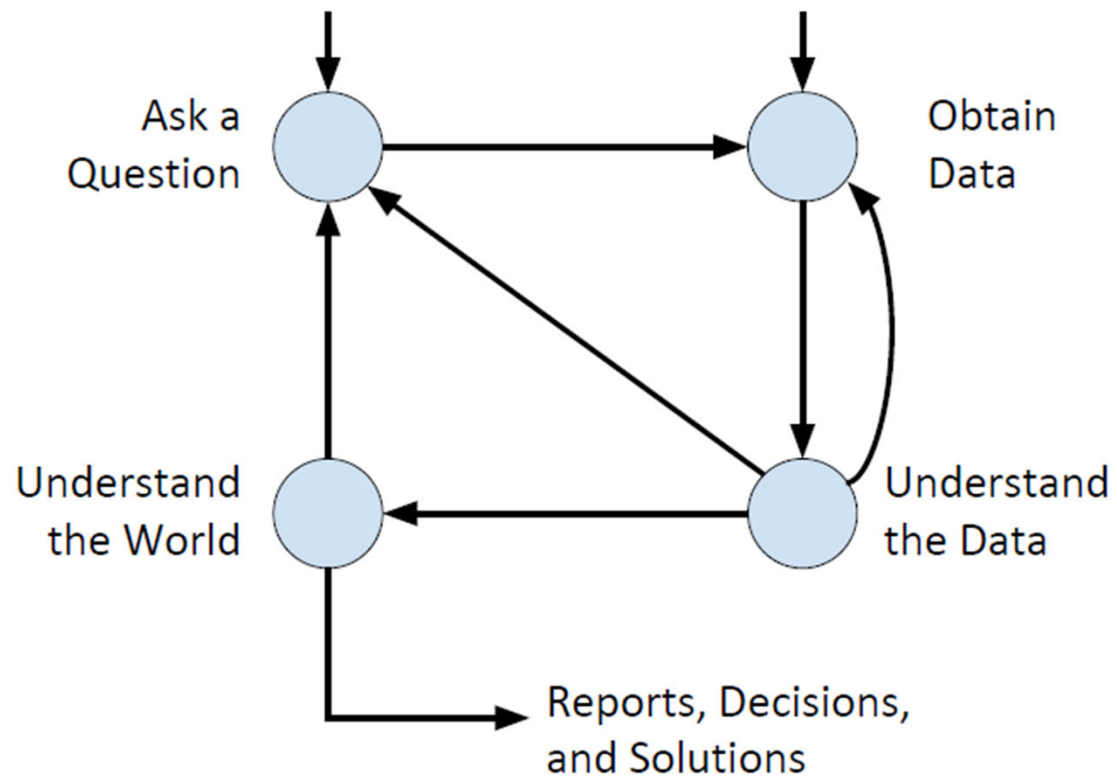 Ask a
Question
Obtain
Data
Understand
the World
Understand
the Data
Reports, Decisions,
and Solutions